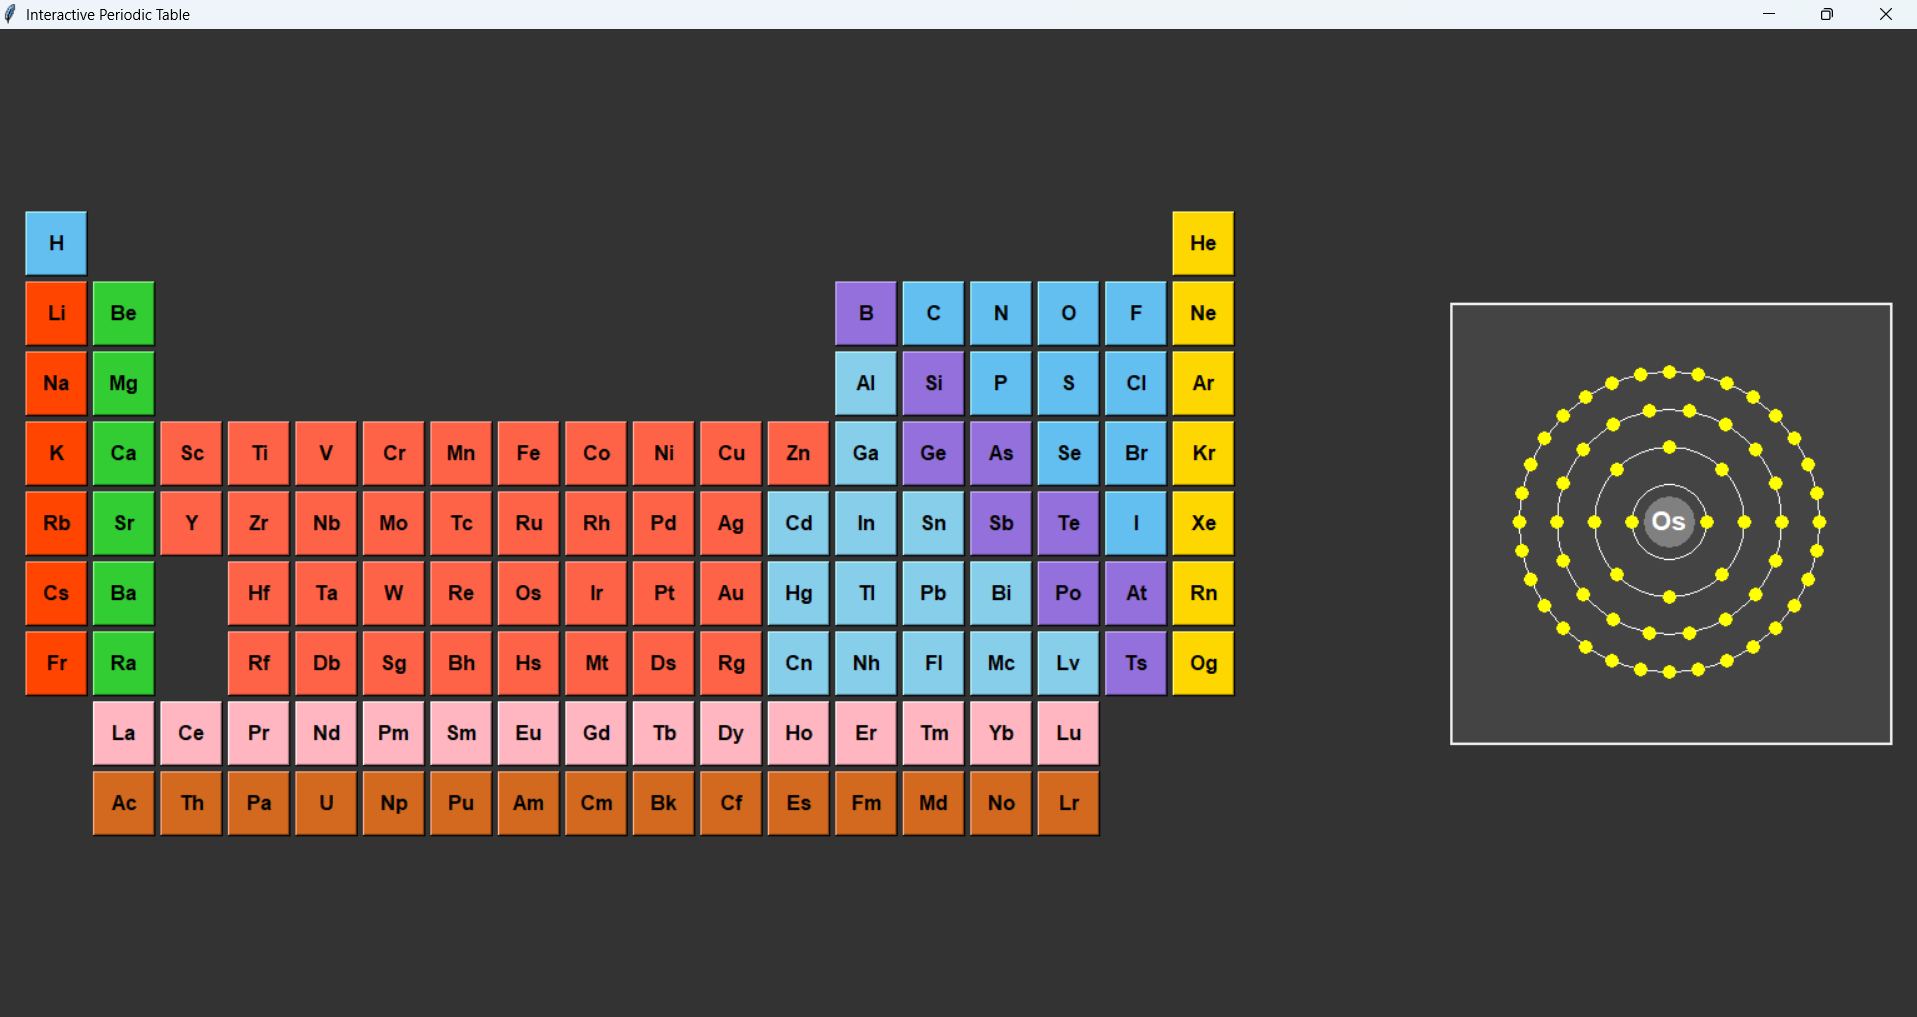 Interactive Periodic Table
H He
Li Be B C N O F Ne
Na Mg Al Si P S Cl Ar
K Ca Sc Ti V Cr Mn Fe Co Ni Cu Zn Ga Ge As Se Br Kr
Rb Sr Y Zr Nb Mo Tc Ru Rh Pd Ag Cd In Sn Sb Te I Xe
Os
Cs Ba Hf Ta W Re Os Ir Pt Au Hg Tl Pb Bi Po At Rn
Fr Ra Rf Db Sg Bh Hs Mt Ds Rg Cn Nh Fl Mc Lv Ts Og
La Ce Pr Nd Pm Sm Eu Gd Tb Dy Ho Er Tm Yb Lu
Ac Th Pa U Np Pu Am Cm Bk Cf Es Fm Md No Lr